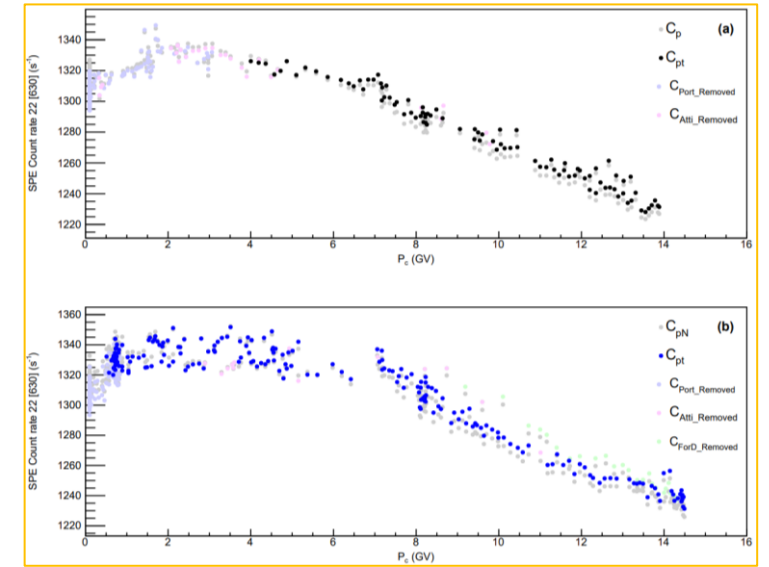 (a)
C_p
C_pt
C_Port_Removed
C_Atti_Removed
SPE Count rate 22 [630] (s⁻¹)
1340
1320
1300
1280
1260
1240
1220
0 2 4 6 8 10 12 14 16
P_c (GV)
(b)
C_pN
C_pt
C_Port_Removed
C_Atti_Removed
C_ForD_Removed
SPE Count rate 22 [630] (s⁻¹)
1360
1340
1320
1300
1280
1260
1240
1220
0 2 4 6 8 10 12 14 16
P_c (GV)